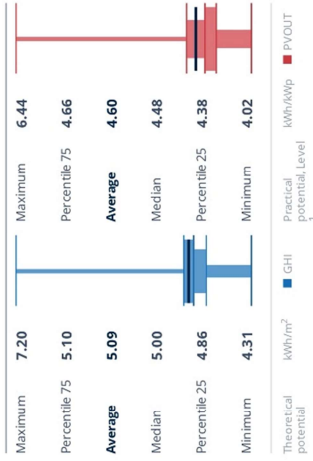 Maximum 7.20
Percentile 75 5.10
Average 5.09
Median 5.00
Percentile 25 4.86
Minimum 4.31
Theoretical potential
kWh/m² GHI
Maximum 6.44
Percentile 75 4.66
Average 4.60
Median 4.48
Percentile 25 4.38
Minimum 4.02
Practical
potential, Level
1
kWh/kWp PVOUT